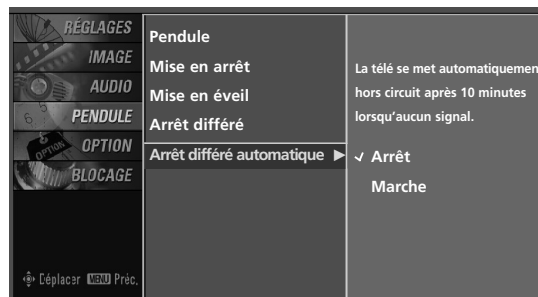 RÉGLAGES
IMAGE
AUDIO
PENDULE
OPTION
BLOCAGE
Déplacer MENU Préc.
Pendule
Mise en arrêt
Mise en éveil
Arrêt différé
Arrêt différé automatique ▶
La télé se met automatiquemen
hors circuit après 10 minutes
lorsqu’aucun signal.
✓ Arrêt
Marche